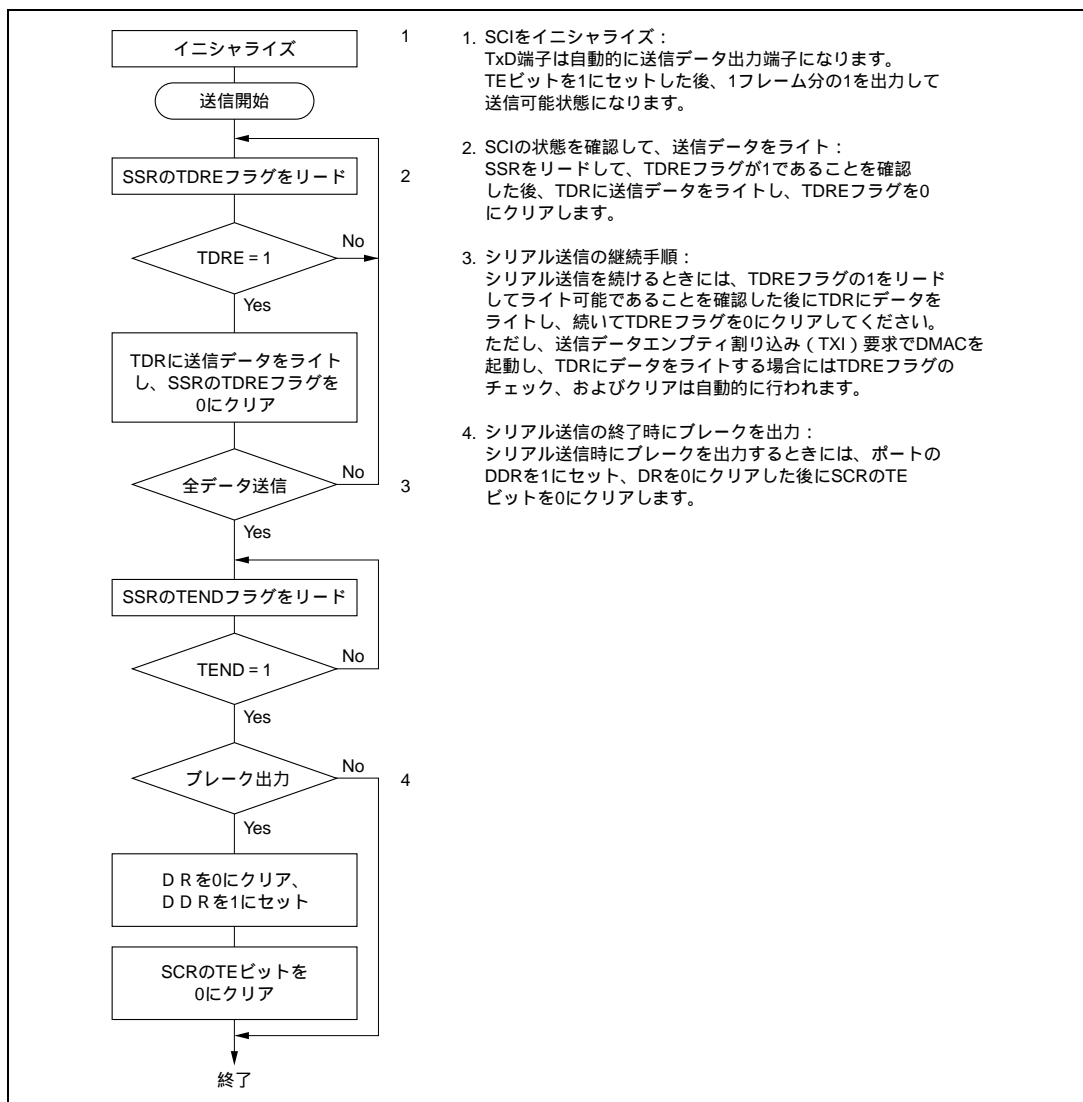 イニシャライズ
1
送信開始
SSRのTDREフラグをリード
2
TDRE = 1
No
Yes
TDRに送信データをライト
し、SSRのTDREフラグを
0にクリア
全データ送信
No
3
Yes
SSRのTENDフラグをリード
TEND = 1
No
Yes
ブレーク出力
No
4
Yes
ＤＲを0にクリア、
ＤＤＲを1にセット
SCRのTEビットを
0にクリア
終了
1. SCIをイニシャライズ：
TxD端子は自動的に送信データ出力端子になります。
TEビットを1にセットした後、1フレーム分の1を出力して
送信可能状態になります。
2. SCIの状態を確認して、送信データをライト：
SSRをリードして、TDREフラグが1であることを確認
した後、TDRに送信データをライトし、TDREフラグを0
にクリアします。
3. シリアル送信の継続手順：
シリアル送信を続けるときには、TDREフラグの1をリード
してライト可能であることを確認した後にTDRにデータを
ライトし、続いてTDREフラグを0にクリアしてください。
ただし、送信データエンプティ割り込み（TXI）要求でDMACを
起動し、TDRにデータをライトする場合にはTDREフラグの
チェック、およびクリアは自動的に行われます。
4. シリアル送信の終了時にブレークを出力：
シリアル送信時にブレークを出力するときには、ポートの
DDRを1にセット、DRを0にクリアした後にSCRのTE
ビットを0にクリアします。